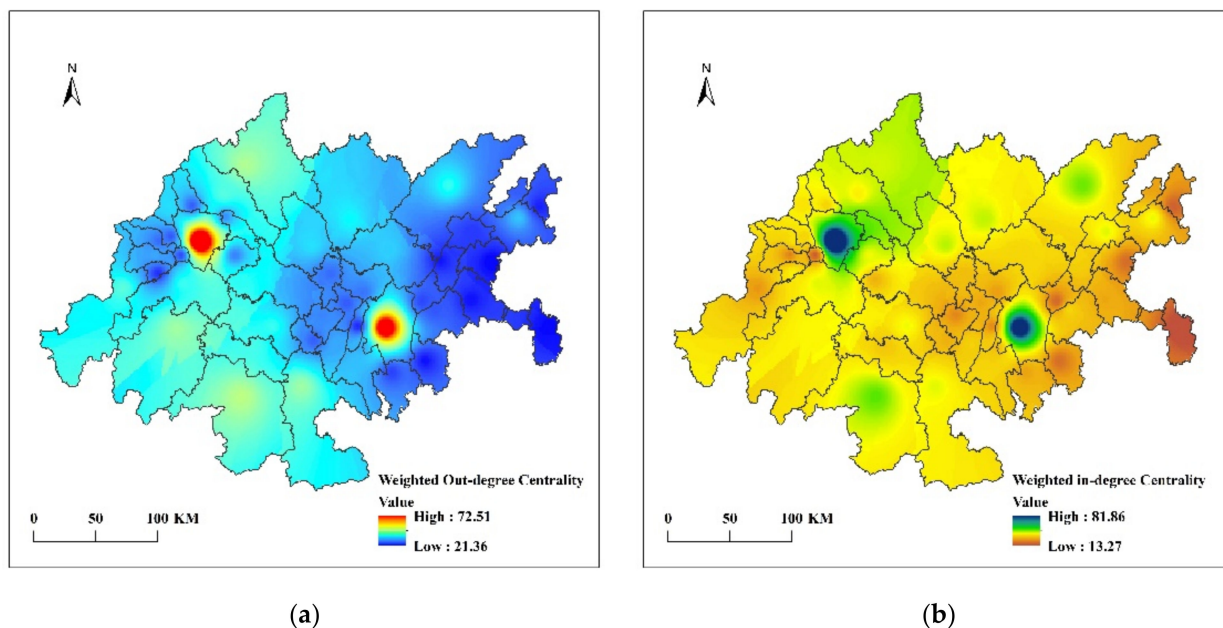 N
Weighted Out-degree Centrality
Value
High : 72.51
Low : 21.36
0 50 100 KM
(a)
N
Weighted in-degree Centrality
Value
High : 81.86
Low : 13.27
0 50 100 KM
(b)